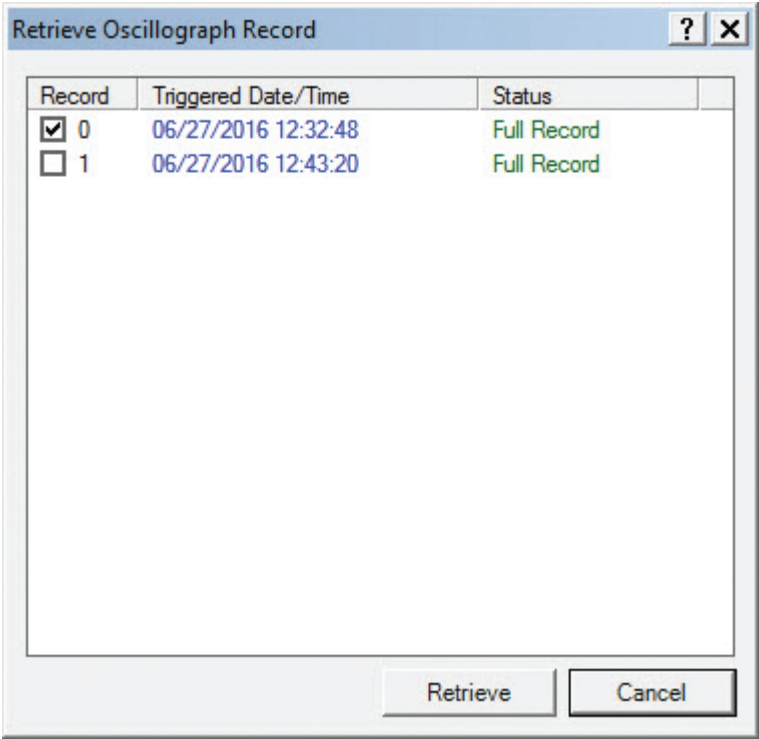 Retrieve Oscillograph Record ?
Record Triggered Date/Time Status
0 06/27/2016 12:32:48 Full Record
1 06/27/2016 12:43:20 Full Record
Retrieve Cancel